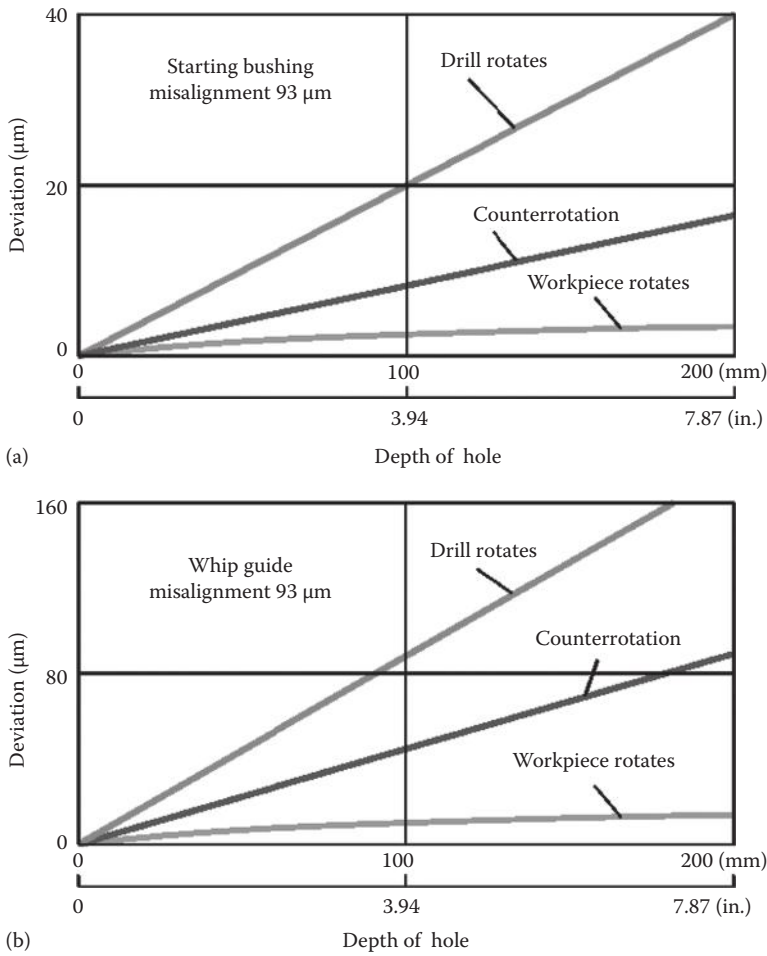 40
Starting bushing
misalignment 93 μm
Drill rotates
Deviation (μm)
20
Counterrotation
Workpiece rotates
0
0 100 200 (mm)
0 3.94 7.87 (in.)
(a) Depth of hole
160
Whip guide
misalignment 93 μm
Drill rotates
Deviation (μm)
Counterrotation
80
Workpiece rotates
0
0 100 200 (mm)
0 3.94 7.87 (in.)
(b) Depth of hole